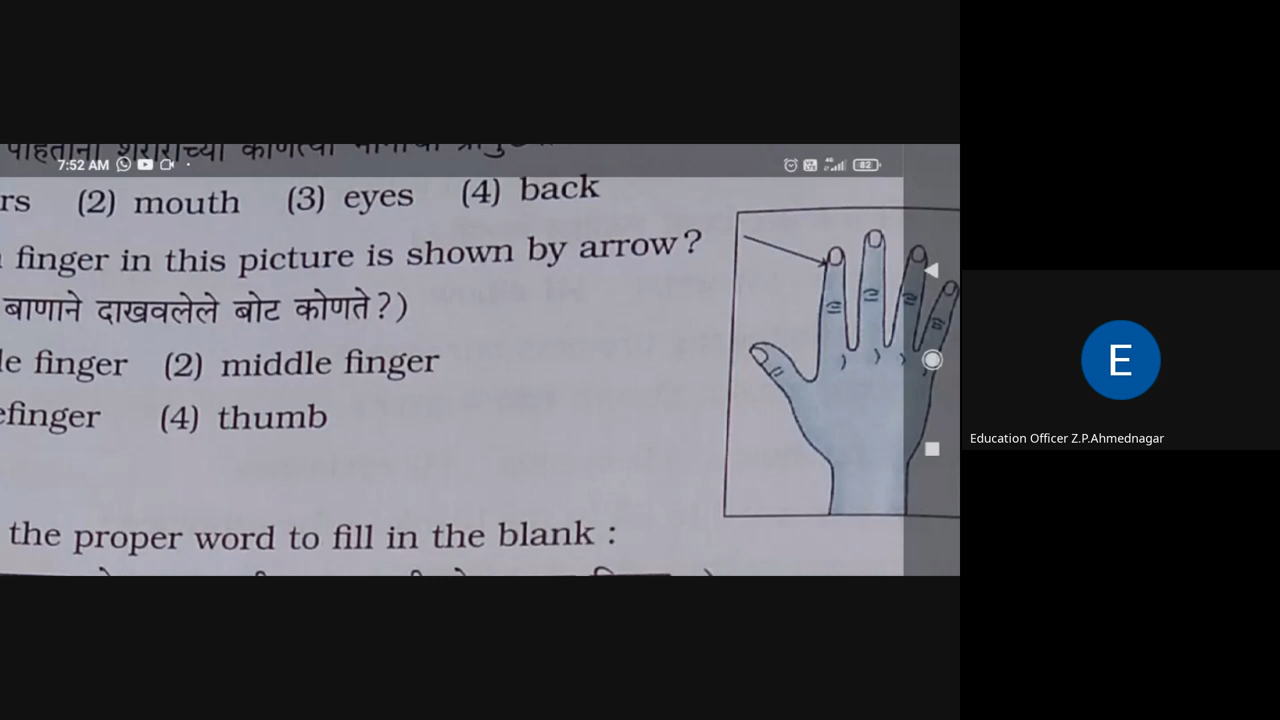 7:52 AM
82
rs (2) mouth (3) eyes (4) back
finger in this picture is shown by arrow?
बाणाने दाखवलेले बोट कोणते?)
le finger (2) middle finger
efinger (4) thumb
the proper word to fill in the blank :
E
Education Officer Z.P.Ahmednagar